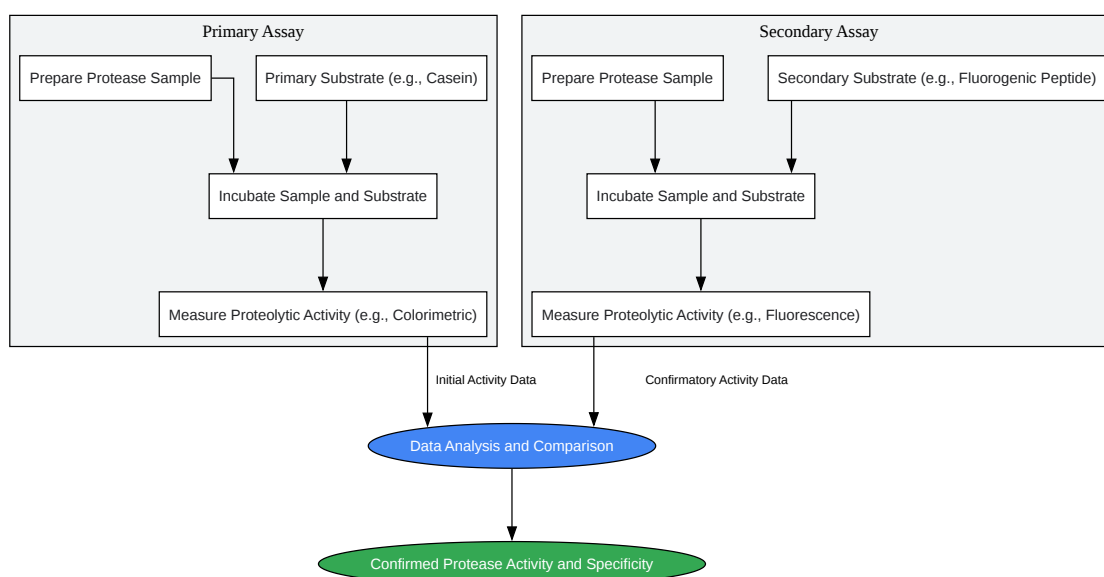 Primary Assay
Prepare Protease Sample
Primary Substrate (e.g., Casein)
Incubate Sample and Substrate
Measure Proteolytic Activity (e.g., Colorimetric)
Secondary Assay
Prepare Protease Sample
Secondary Substrate (e.g., Fluorogenic Peptide)
Incubate Sample and Substrate
Measure Proteolytic Activity (e.g., Fluorescence)
Initial Activity Data
Confirmatory Activity Data
Data Analysis and Comparison
Confirmed Protease Activity and Specificity